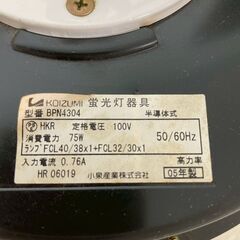 KOIZUMI 蛍光灯器具
型番 BPN4304 半導体式
HKR 定格電圧 100V
消費電力 75W 50/60Hz
ランプ FCL40/38x1+FCL32/30x1
入力電流 0.76A 高力率
HR 06019 小泉産業株式会社 05年製